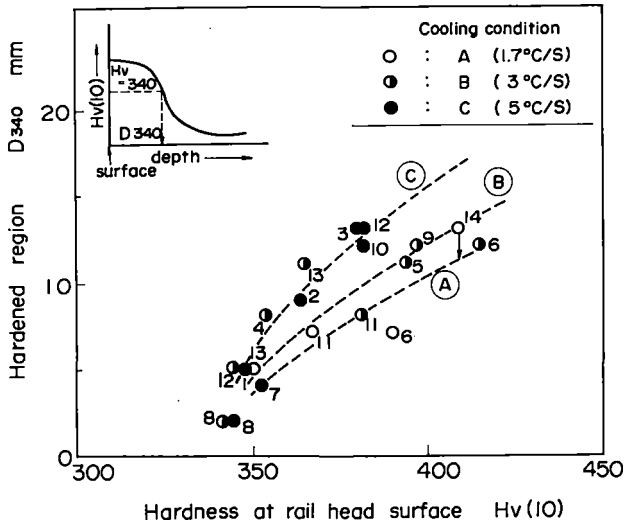 Cooling condition
○ : A (1.7°C/S)
◑ : B (3°C/S)
● : C (5°C/S)
Hv(10)
Hv
=340
D340
depth
surface
Hardened region D340 mm
20
10
0
C
B
A
3
12
10
13
2
4
9
14
5
6
11
11
6
13
12
1
7
8
8
300
350
400
450
Hardness at rail head surface Hv(10)